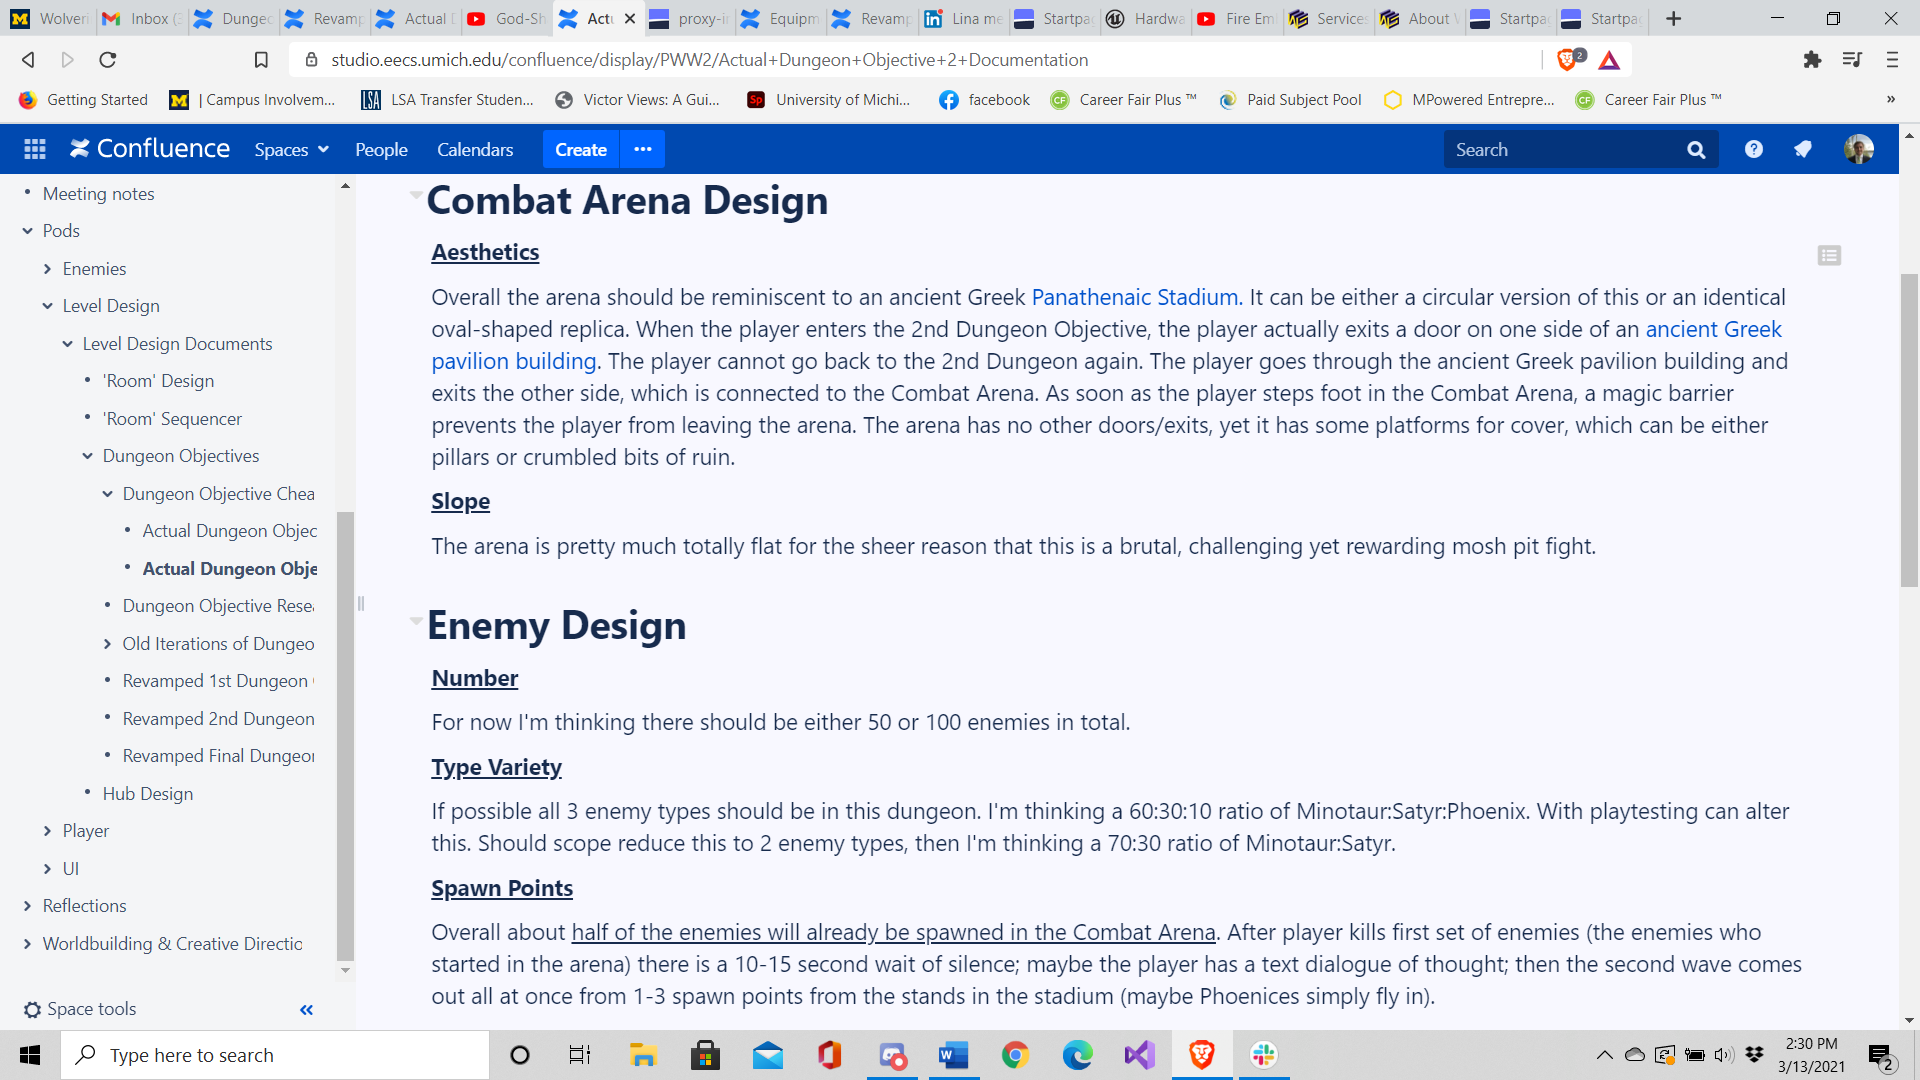 Wolveri
Inbox (3
Dungec
Revamp
Actual D
God-Sh
Actu
proxy-in
Equipm
Revamp
Lina me
Startpag
Hardwa
Fire Em
Services
About W
Startpag
Startpag
studio.eecs.umich.edu/confluence/display/PWW2/Actual+Dungeon+Objective+2+Documentation
2
Getting Started
| Campus Involvem...
LSA Transfer Studen...
Victor Views: A Gui...
University of Michi...
facebook
Career Fair Plus ™
Paid Subject Pool
MPowered Entrepre...
Career Fair Plus ™
»
Confluence
Spaces
People
Calendars
Create
Search
Meeting notes
Pods
Enemies
Level Design
Level Design Documents
'Room' Design
'Room' Sequencer
Dungeon Objectives
Dungeon Objective Chea
Actual Dungeon Objec
Actual Dungeon Obje
Dungeon Objective Rese
Old Iterations of Dungeo
Revamped 1st Dungeon
Revamped 2nd Dungeon
Revamped Final Dungeon
Hub Design
Player
UI
Reflections
Worldbuilding & Creative Directio
Space tools
«
Combat Arena Design
Aesthetics
Overall the arena should be reminiscent to an ancient Greek Panathenaic Stadium. It can be either a circular version of this or an identical
oval-shaped replica. When the player enters the 2nd Dungeon Objective, the player actually exits a door on one side of an ancient Greek
pavilion building. The player cannot go back to the 2nd Dungeon again. The player goes through the ancient Greek pavilion building and
exits the other side, which is connected to the Combat Arena. As soon as the player steps foot in the Combat Arena, a magic barrier
prevents the player from leaving the arena. The arena has no other doors/exits, yet it has some platforms for cover, which can be either
pillars or crumbled bits of ruin.
Slope
The arena is pretty much totally flat for the sheer reason that this is a brutal, challenging yet rewarding mosh pit fight.
Enemy Design
Number
For now I'm thinking there should be either 50 or 100 enemies in total.
Type Variety
If possible all 3 enemy types should be in this dungeon. I'm thinking a 60:30:10 ratio of Minotaur:Satyr:Phoenix. With playtesting can alter
this. Should scope reduce this to 2 enemy types, then I'm thinking a 70:30 ratio of Minotaur:Satyr.
Spawn Points
Overall about half of the enemies will already be spawned in the Combat Arena. After player kills first set of enemies (the enemies who
started in the arena) there is a 10-15 second wait of silence; maybe the player has a text dialogue of thought; then the second wave comes
out all at once from 1-3 spawn points from the stands in the stadium (maybe Phoenices simply fly in).
Type here to search
2:30 PM
3/13/2021
2